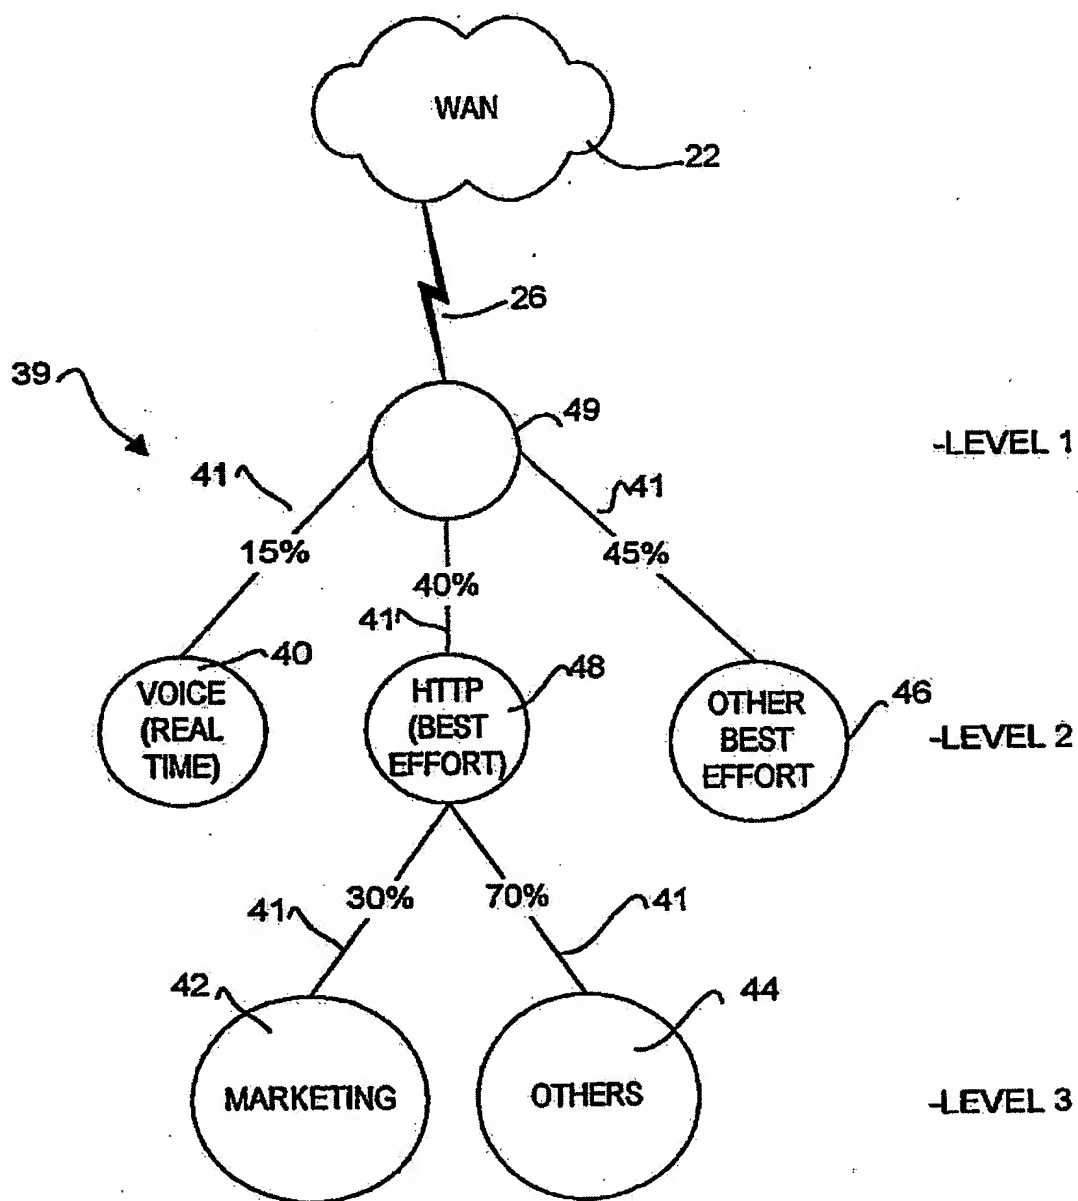 WAN
22
26
39
49
-LEVEL 1
41
41
15%
40%
45%
41
40
48
46
VOICE
(REAL
TIME)
HTTP
(BEST
EFFORT)
OTHER
BEST
EFFORT
-LEVEL 2
30%
70%
41
41
42
44
MARKETING
OTHERS
-LEVEL 3